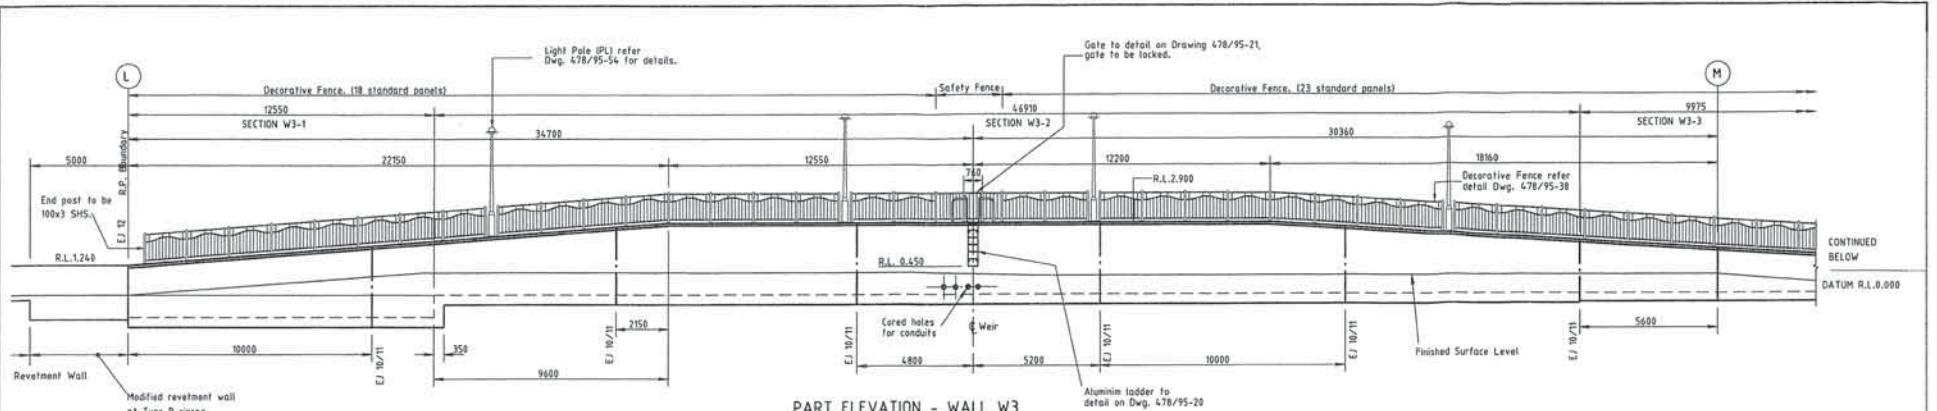 Light Pole (PL) refer
Dwg. 478/95-54 for details.
Gate to detail on Drawing 478/95-21,
gate to be locked.
L
M
Decorative Fence. (18 standard panels)
Safety Fence
Decorative Fence. (23 standard panels)
12550
46910
9975
SECTION W3-1
SECTION W3-2
SECTION W3-3
34700
30360
5000
R.P. Boundary
22150
12550
12200
18160
760
R.L.2.900
Decorative Fence refer
detail Dwg. 478/95-38
End post to be
100x3 SHS.
EJ 12
R.L.1.240
R.L. 0.450
CONTINUED
BELOW
DATUM R.L.0.000
Cored holes
for conduits
℄ Weir
2150
EJ 10/11
EJ 10/11
EJ 10/11
EJ 10/11
EJ 10/11
EJ 10/11
5600
10000
350
4800
5200
10000
Finished Surface Level
9600
Revetment Wall
Modified revetment wall
Aluminim ladder to
detail on Dwg. 478/95-20
PART ELEVATION - WALL W3